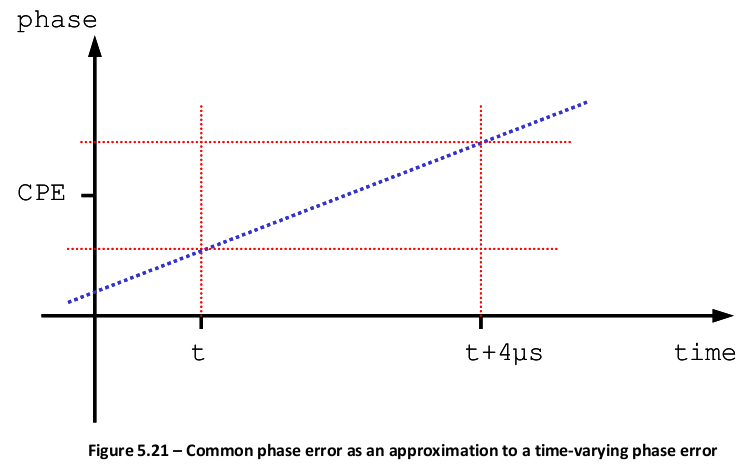 phase
CPE
t
t+4µs
time
Figure 5.21 – Common phase error as an approximation to a time-varying phase error